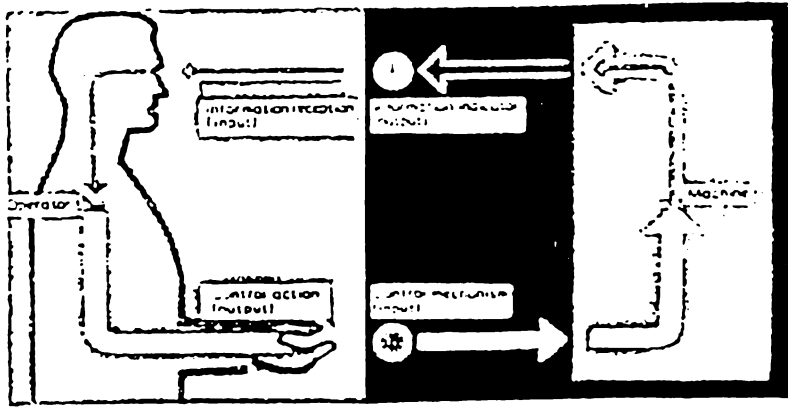 Information reception
[input]
Information indicator
[output]
Operator
Machine
Control action
[output]
Control mechanism
[input]